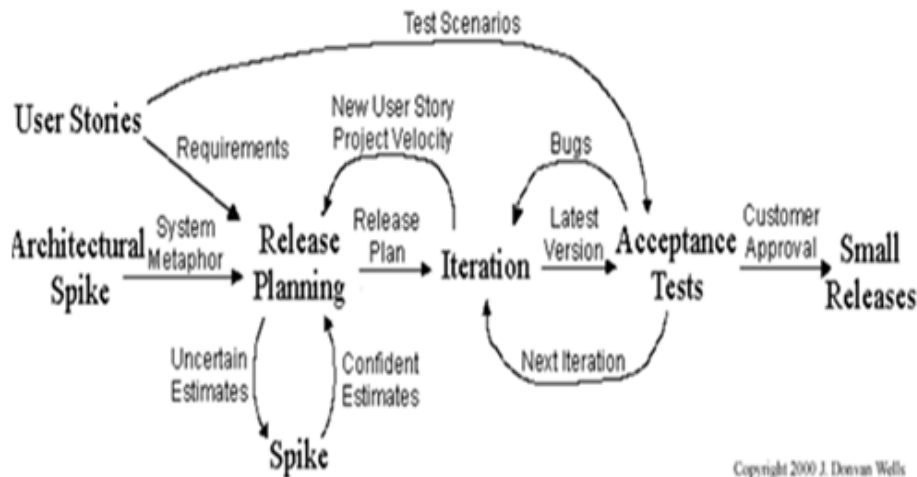 Test Scenarios
User Stories
New User Story
Project Velocity
Requirements
Bugs
Architectural
Spike
System
Metaphor
Release
Planning
Release
Plan
Iteration
Latest
Version
Acceptance
Tests
Customer
Approval
Small
Releases
Uncertain
Estimates
Confident
Estimates
Next Iteration
Spike
Copyright 2000 J. Donvan Wells